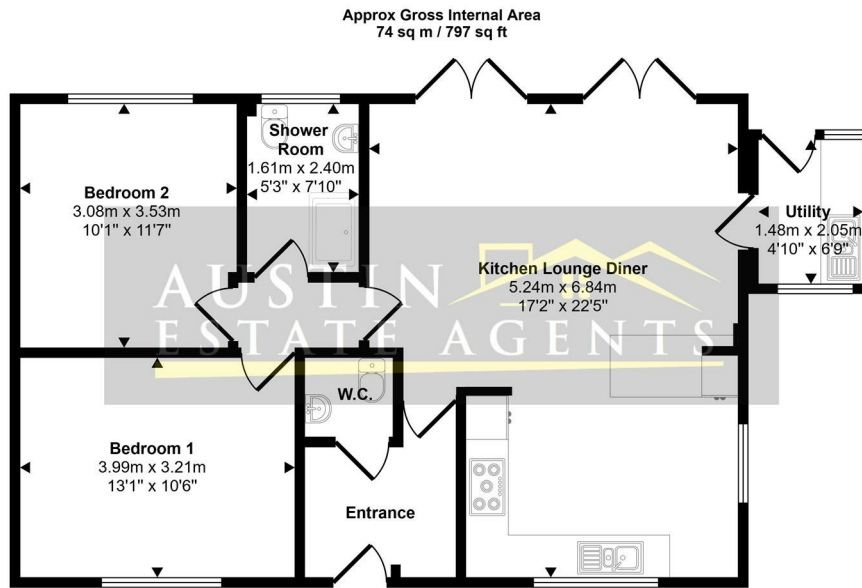 Approx Gross Internal Area
74 sq m / 797 sq ft
Shower
Room
1.61m x 2.40m
5'3" x 7'10"
Bedroom 2
3.08m x 3.53m
10'1" x 11'7"
Utility
1.48m x 2.05m
4'10" x 6'9"
Kitchen Lounge Diner
5.24m x 6.84m
17'2" x 22'5"
AUSTIN
ESTATE AGENTS
W.C.
Bedroom 1
3.99m x 3.21m
13'1" x 10'6"
Entrance